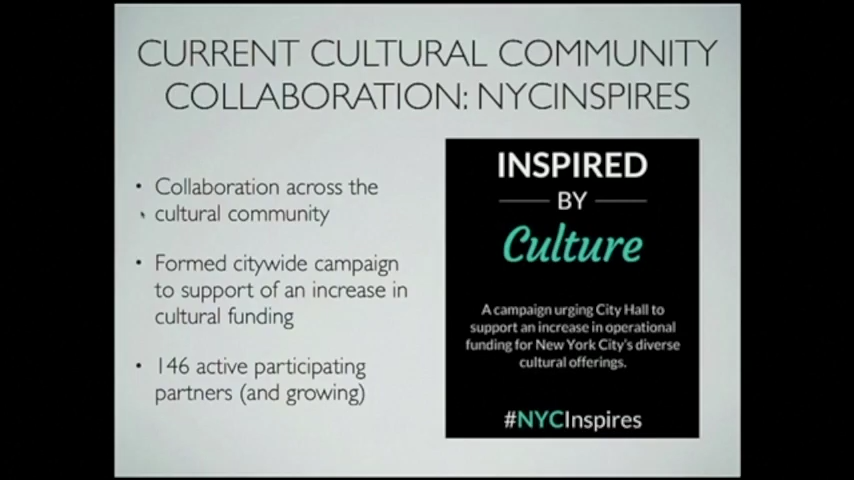 CURRENT CULTURAL COMMUNITY
COLLABORATION: NYCINSPIRES
• Collaboration across the
cultural community
• Formed citywide campaign
to support of an increase in
cultural funding
• 146 active participating
partners (and growing)
INSPIRED
BY
Culture
A campaign urging City Hall to
support an increase in operational
funding for New York City's diverse
cultural offerings.
#NYCInspires